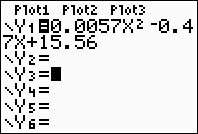 Plot1 Plot2 Plot3
\Y1=0.0057X²-0.4
7X+15.56
\Y2=
\Y3=
\Y4=
\Y5=
\Y6=